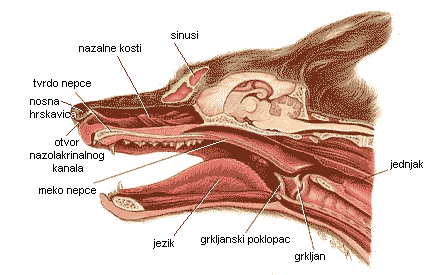 sinusi
nazalne kosti
tvrdo nepce
nosna
hrskavica
otvor
nazolakrinalnog
kanala
meko nepce
jednjak
jezik
grkljanski poklopac
grkljan